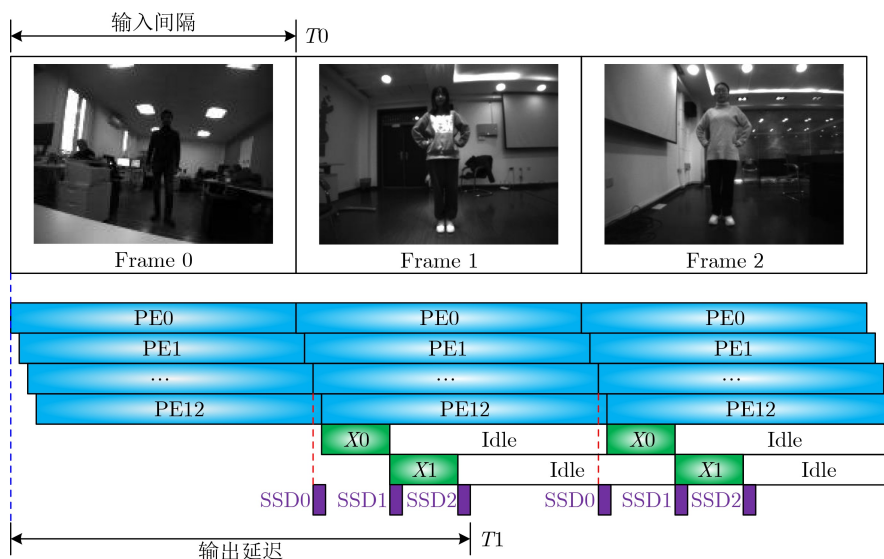 输入间隔
T0
Frame 0 Frame 1 Frame 2
PE0 PE0 PE0
PE1 PE1 PE1
... ... ...
PE12 PE12 PE12
X0 Idle X0 Idle
X1 Idle X1 Idle
SSD0 SSD1 SSD2 SSD0 SSD1 SSD2
输出延迟
T1